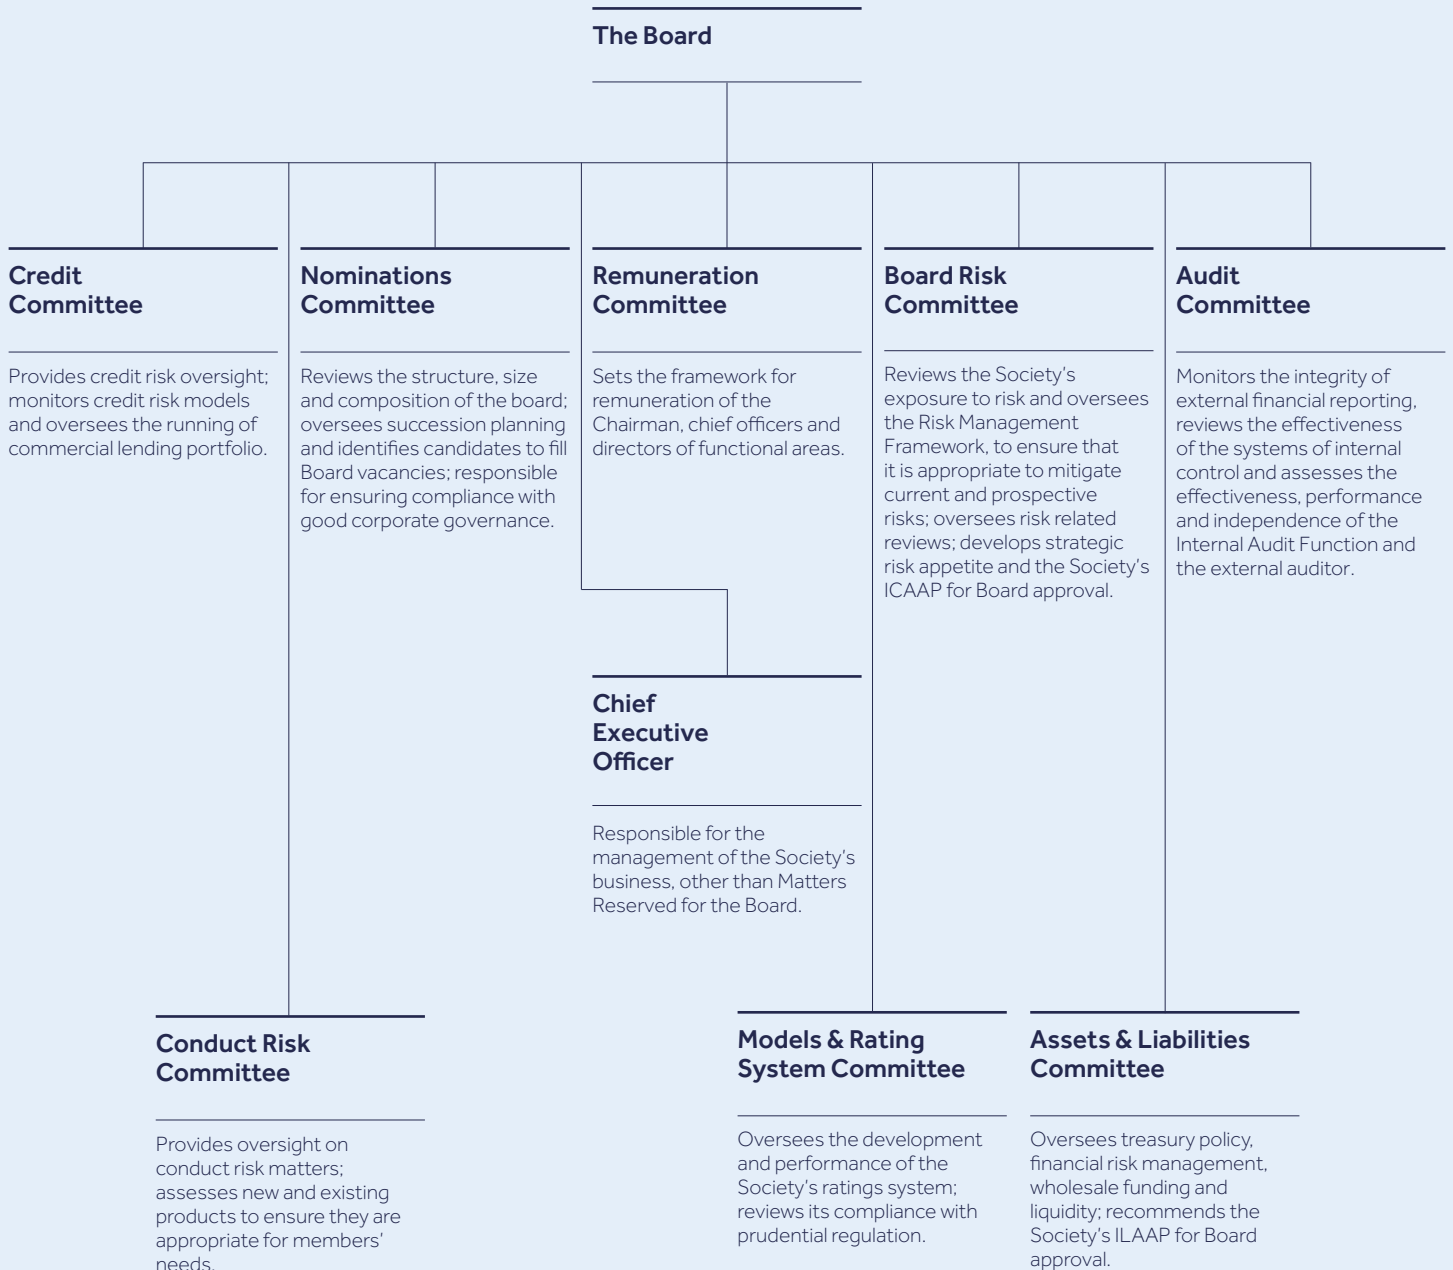 The Board
Credit
Committee
Provides credit risk oversight;
monitors credit risk models
and oversees the running of
commercial lending portfolio.
Nominations
Committee
Reviews the structure, size
and composition of the board;
oversees succession planning
and identifies candidates to fill
Board vacancies; responsible
for ensuring compliance with
good corporate governance.
Remuneration
Committee
Sets the framework for
remuneration of the
Chairman, chief officers and
directors of functional areas.
Board Risk
Committee
Reviews the Society's
exposure to risk and oversees
the Risk Management
Framework, to ensure that
it is appropriate to mitigate
current and prospective
risks; oversees risk related
reviews; develops strategic
risk appetite and the Society's
ICAAP for Board approval.
Audit
Committee
Monitors the integrity of
external financial reporting,
reviews the effectiveness
of the systems of internal
control and assesses the
effectiveness, performance
and independence of the
Internal Audit Function and
the external auditor.
Chief
Executive
Officer
Responsible for the
management of the Society's
business, other than Matters
Reserved for the Board.
Conduct Risk
Committee
Provides oversight on
conduct risk matters;
assesses new and existing
products to ensure they are
appropriate for members'
needs.
Models & Rating
System Committee
Oversees the development
and performance of the
Society's ratings system;
reviews its compliance with
prudential regulation.
Assets & Liabilities
Committee
Oversees treasury policy,
financial risk management,
wholesale funding and
liquidity; recommends the
Society's ILAAP for Board
approval.